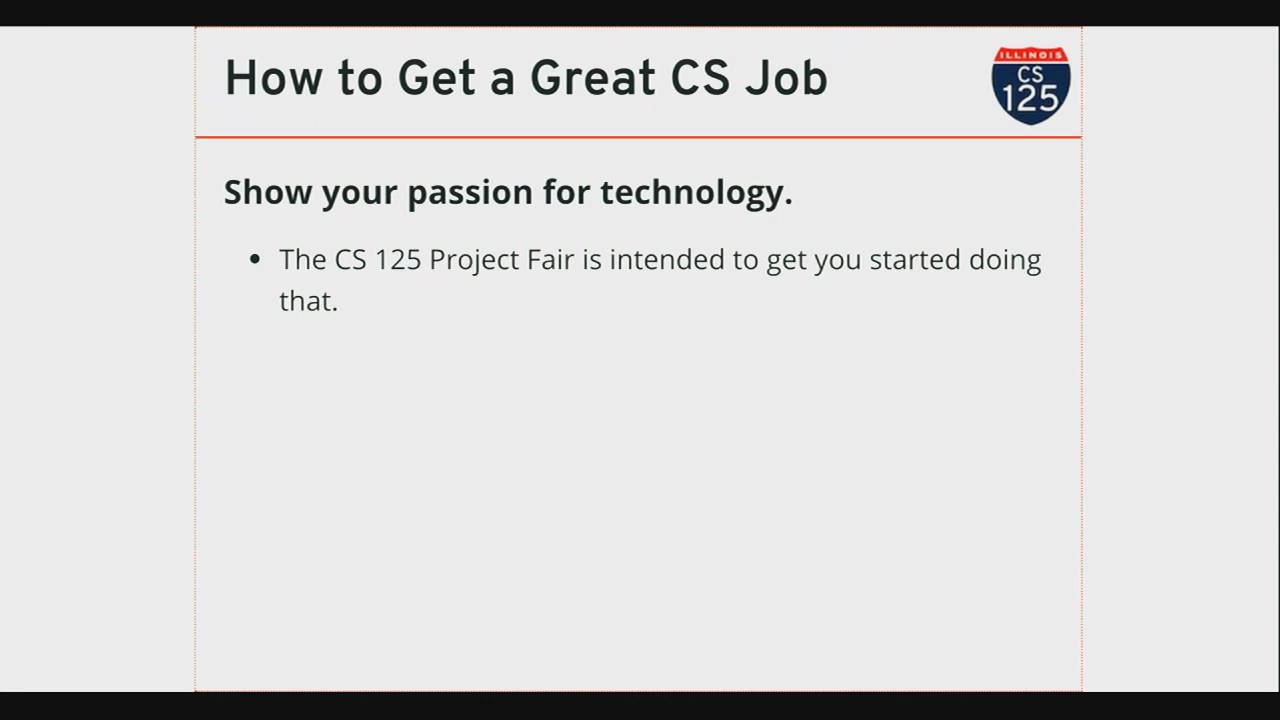 How to Get a Great CS Job
ILLINOIS
CS
125
Show your passion for technology.
• The CS 125 Project Fair is intended to get you started doing
that.